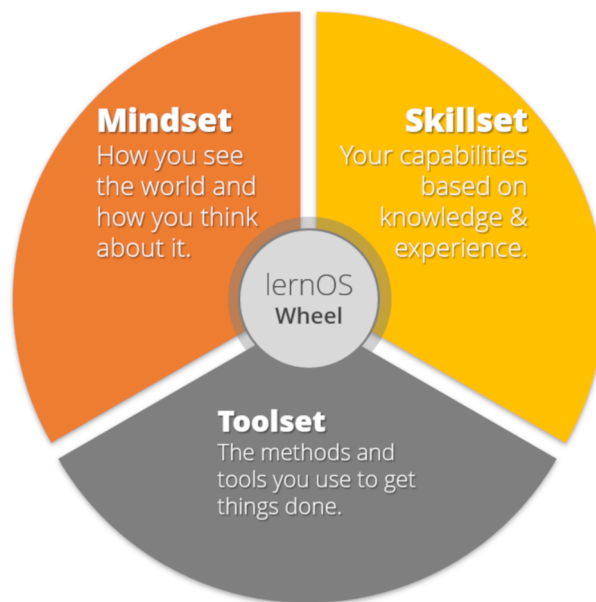 Mindset
How you see
the world and
how you think
about it.
Skillset
Your capabilities
based on
knowledge &
experience.
lernOS
Wheel
Toolset
The methods and
tools you use to get
things done.